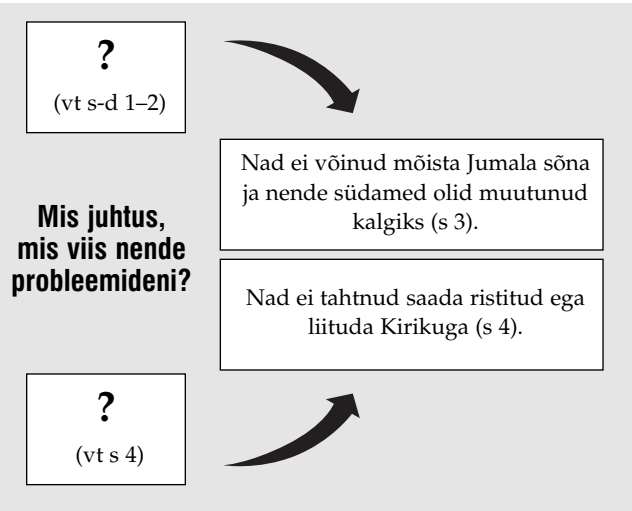 ?
(vt s-d 1–2)
Nad ei võinud mõista Jumala sõna
ja nende südamed olid muutunud
kalgiks (s 3).
Mis juhtus,
mis viis nende
probleemideni?
Nad ei tahtnud saada ristitud ega
liituda Kirikuga (s 4).
?
(vt s 4)